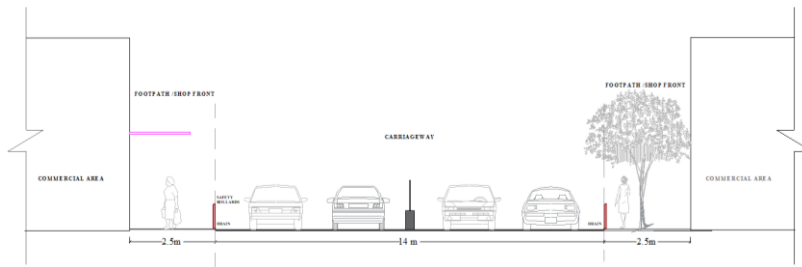 FOOTPATH /SHOP FRONT
FOOTPATH /SHOP FRONT
CARRIAGEWAY
COMMERCIAL AREA
COMMERCIAL AREA
SAFETY
BOLLARDS
DRAIN
DRAIN
2.5m
14 m
2.5m